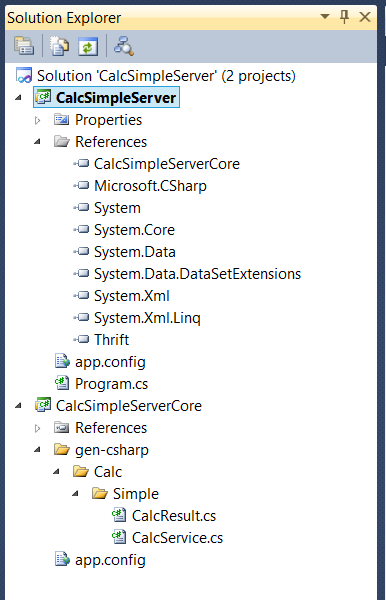 Solution Explorer
Solution 'CalcSimpleServer' (2 projects)
CalcSimpleServer
Properties
References
CalcSimpleServerCore
Microsoft.CSharp
System
System.Core
System.Data
System.Data.DataSetExtensions
System.Xml
System.Xml.Linq
Thrift
app.config
Program.cs
CalcSimpleServerCore
References
gen-csharp
Calc
Simple
CalcResult.cs
CalcService.cs
app.config